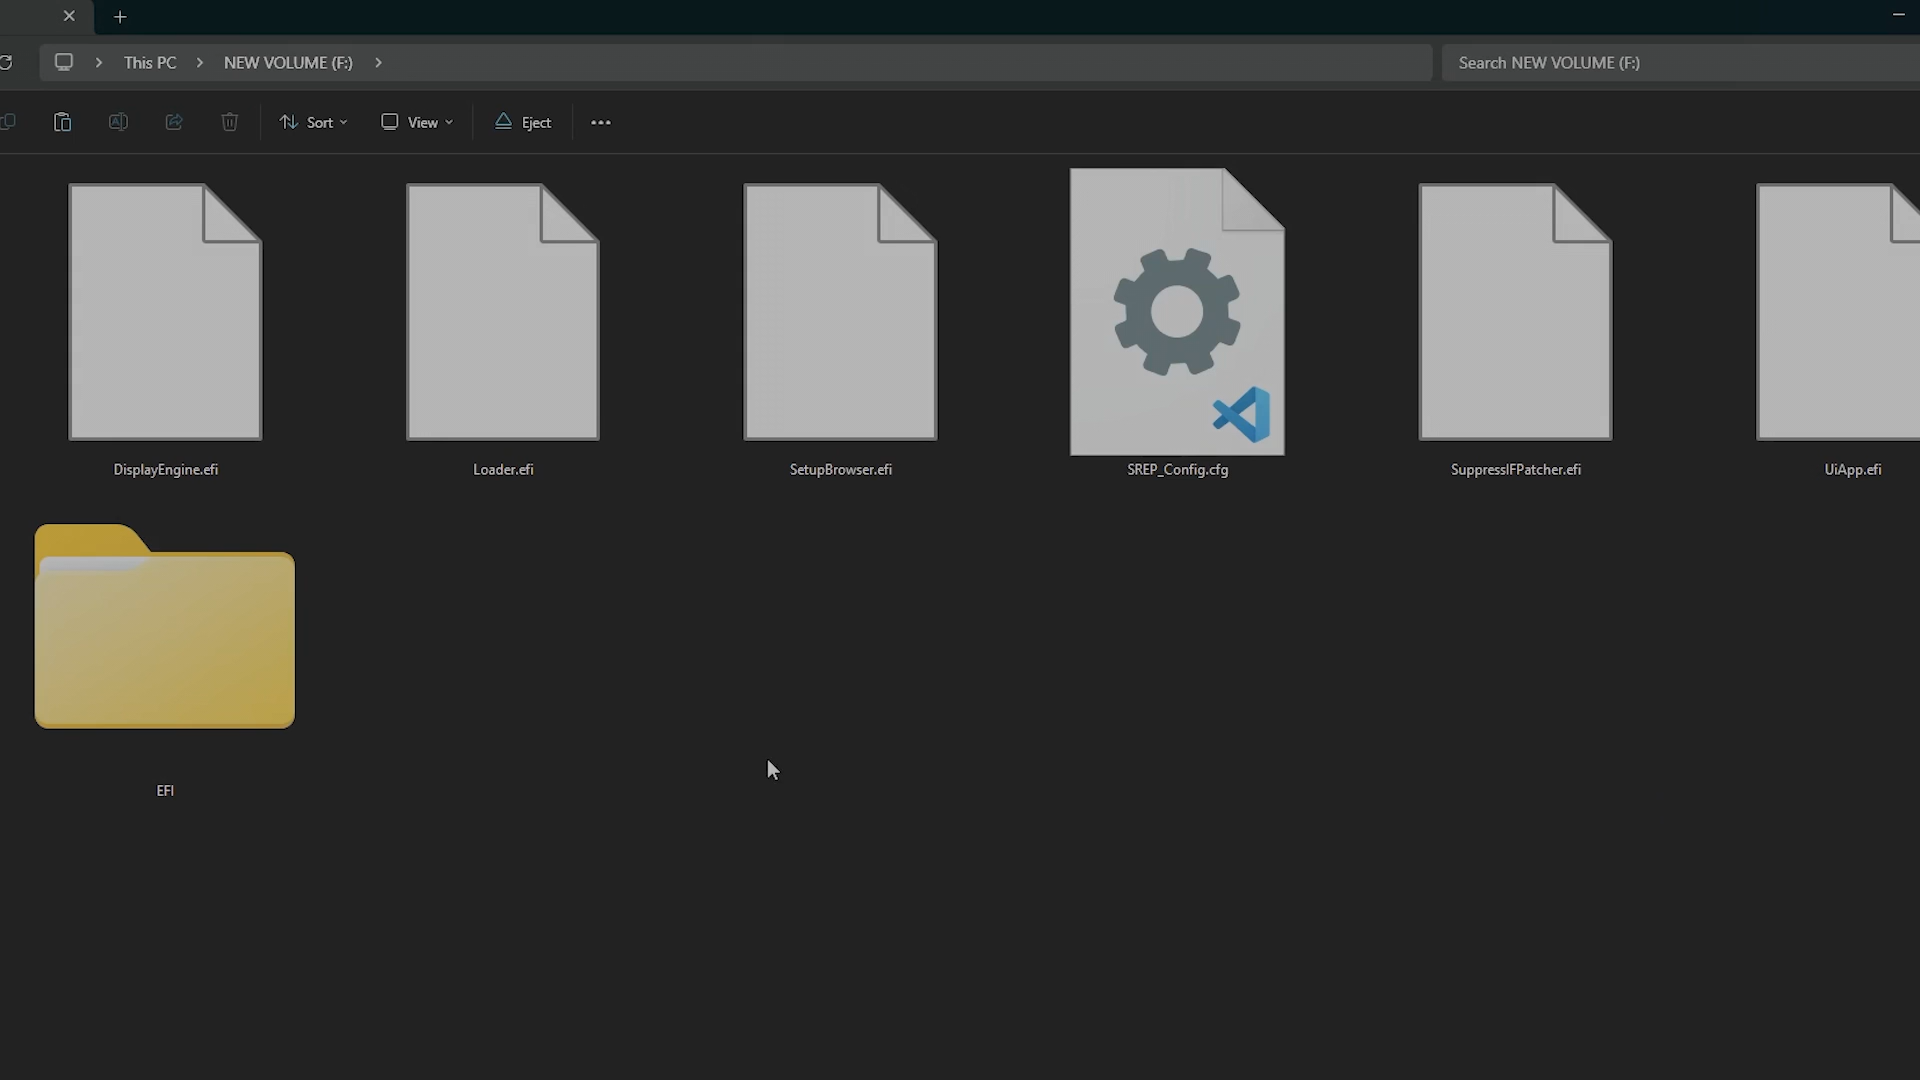 This PC
NEW VOLUME (F:)
Search NEW VOLUME (F:)
Sort
View
Eject
DisplayEngine.efi
Loader.efi
SetupBrowser.efi
SREP_Config.cfg
SuppressIFPatcher.efi
UiApp.efi
EFI